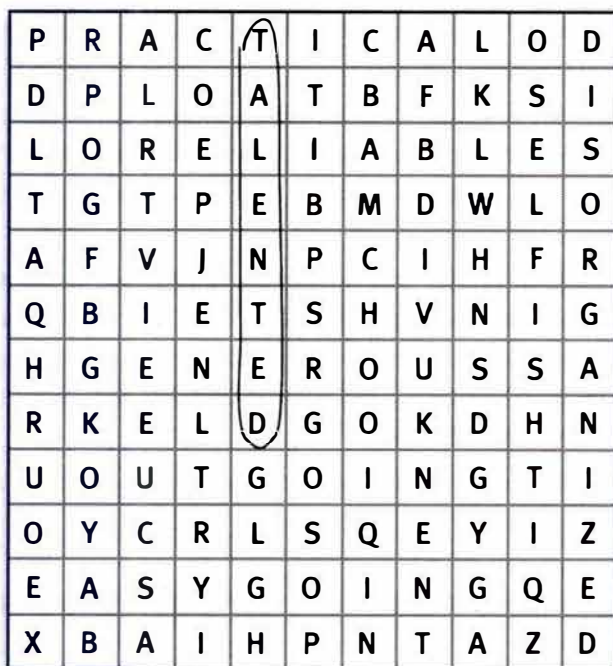 P R A C T I C A L O D
D P L O A T B F K S I
L O R E L I A B L E S
T G T P E B M D W L O
A F V J N P C I H F R
Q B I E T S H V N I G
H G E N E R O U S S A
R K E L D G O K D H N
U O U T G O I N G T I
O Y C R L S Q E Y I Z
E A S Y G O I N G Q E
X B A I H P N T A Z D